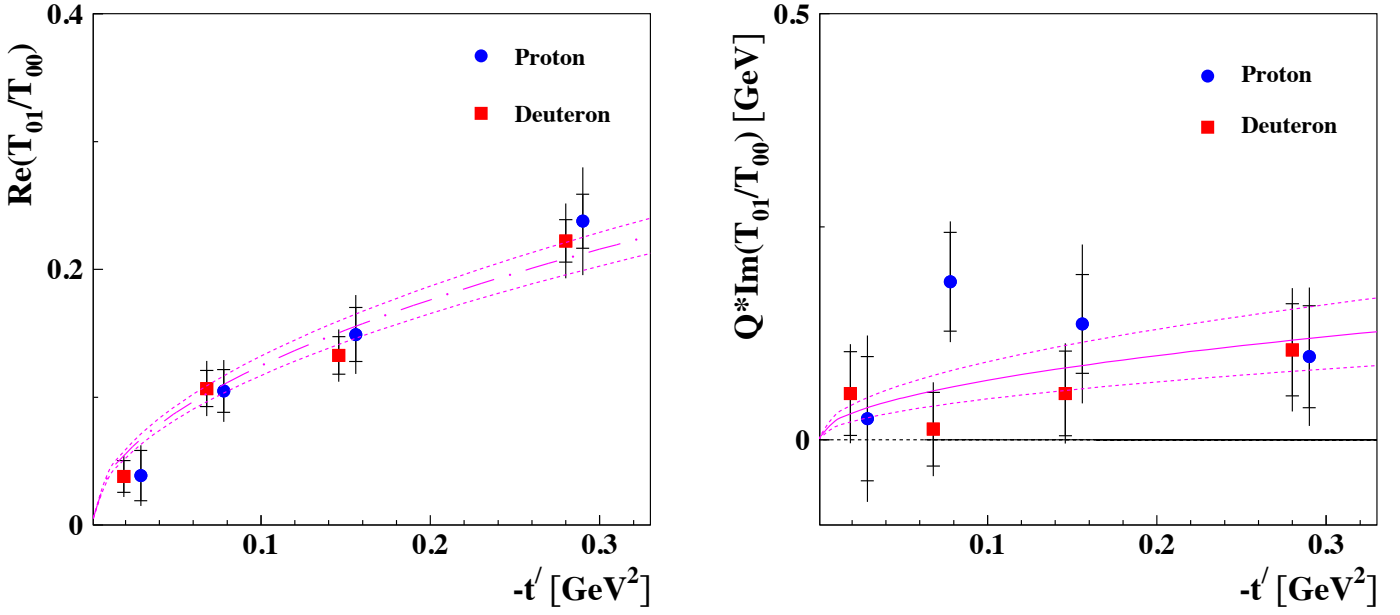 Re(T01/T00)
0.4
0.2
0
Proton
Deuteron
0.1
0.2
0.3
-t′ [GeV2]
Q*Im(T01/T00) [GeV]
0.5
0
Proton
Deuteron
0.1
0.2
0.3
-t′ [GeV2]